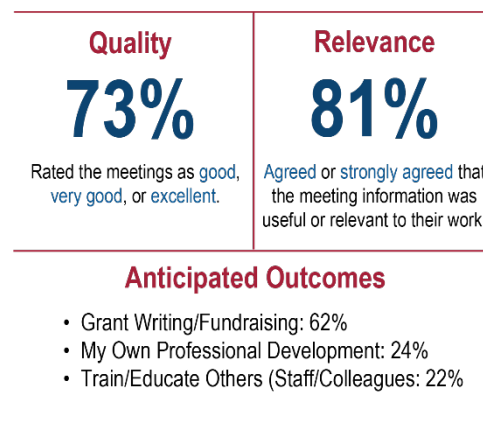 Quality
73%
Rated the meetings as good,
very good, or excellent.
Relevance
81%
Agreed or strongly agreed that
the meeting information was
useful or relevant to their work
Anticipated Outcomes
• Grant Writing/Fundraising: 62%
• My Own Professional Development: 24%
• Train/Educate Others (Staff/Colleagues: 22%